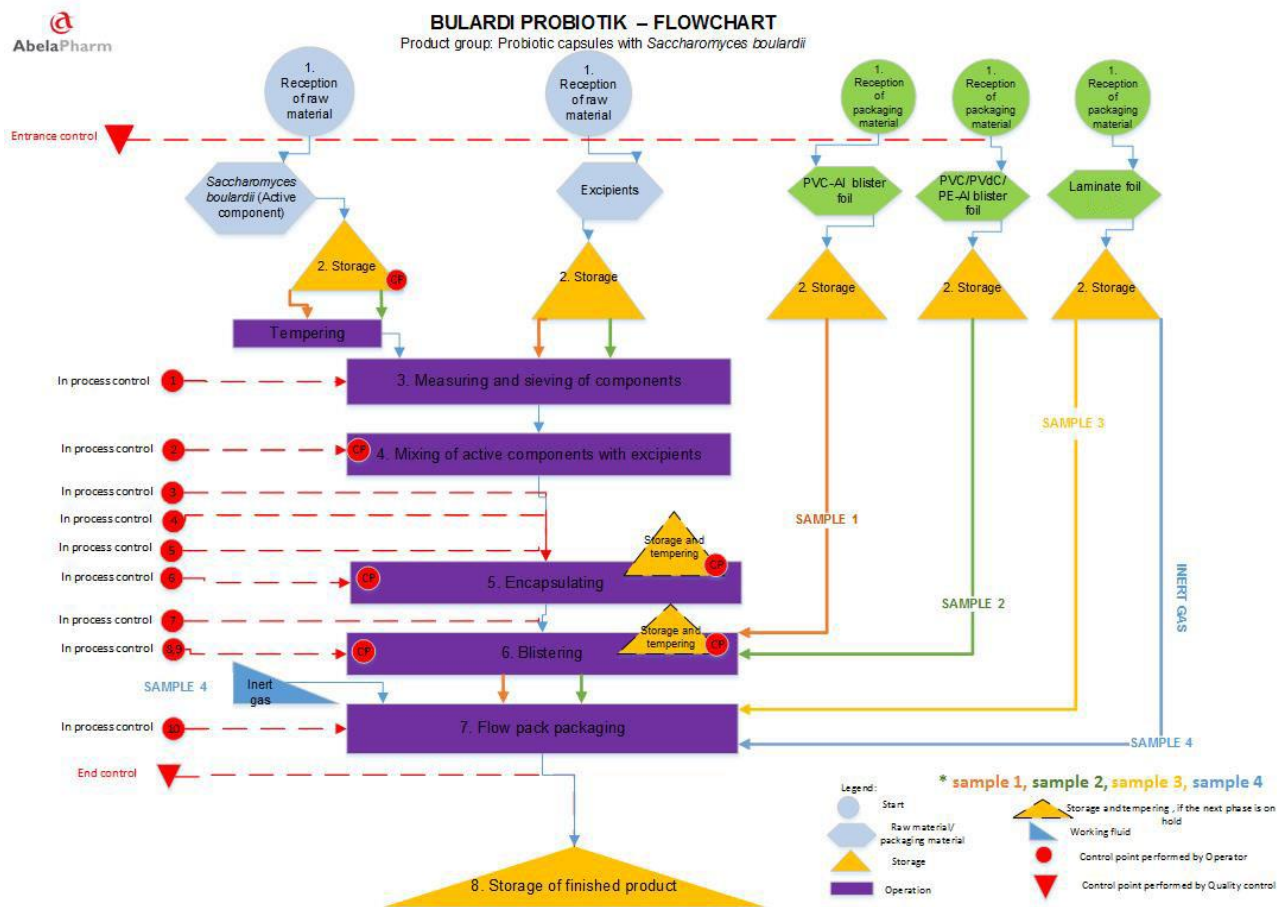 AbelaPharm
BULARDI PROBIOTIK – FLOWCHART
Product group: Probiotic capsules with Saccharomyces boulardii
1.
Reception
of raw
material
1.
Reception
of raw
material
1.
Reception
of
packaging
material
1.
Reception
of
packaging
material
1.
Reception
of
packaging
material
Entrance control
Saccharomyces
boulardii (Active
component)
Excipients
PVC-Al blister
foil
PVC/PVdC/
PE-Al blister
foil
Laminate foil
2. Storage
CP
2. Storage
2. Storage
2. Storage
2. Storage
Tempering
In process control
1
3. Measuring and sieving of components
SAMPLE 3
In process control
2
CP
4. Mixing of active components with excipients
In process control
3
In process control
4
SAMPLE 1
In process control
5
Storage and
tempering
CP
In process control
6
CP
5. Encapsulating
INERT GAS
SAMPLE 2
In process control
7
Storage and
tempering
CP
In process control
8,9
CP
6. Blistering
SAMPLE 4
Inert
gas
In process control
10
7. Flow pack packaging
SAMPLE 4
End control
* sample 1, sample 2, sample 3, sample 4
Legend:
Start
Raw material/
packaging material
Storage
Operation
Storage and tempering , if the next phase is on
hold
Working fluid
Control point performed by Operator
Control point performed by Quality control
8. Storage of finished product